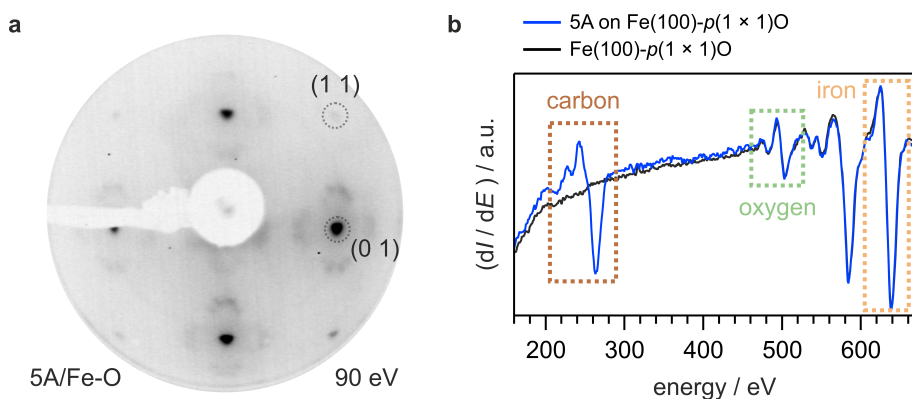 a
(1 1)
(0 1)
5A/Fe-O
90 eV
b
5A on Fe(100)-p(1 × 1)O
Fe(100)-p(1 × 1)O
carbon
oxygen
iron
(dI / dE ) / a.u.
200
300
400
500
600
energy / eV